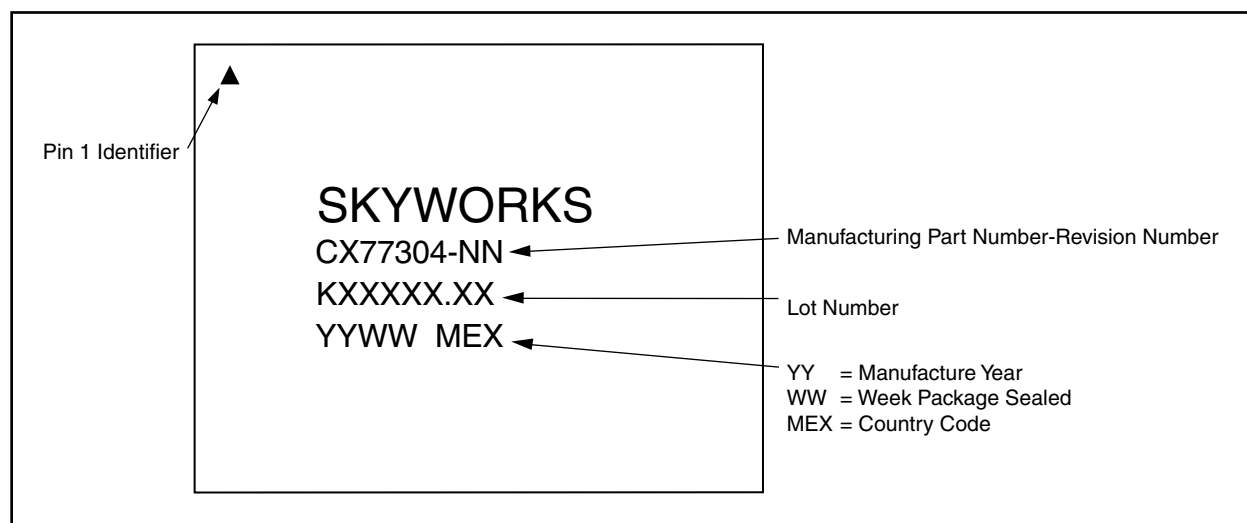 Pin 1 Identifier
SKYWORKS
CX77304-NN
KXXXXX.XX
YYWW MEX
Manufacturing Part Number-Revision Number
Lot Number
YY = Manufacture Year
WW = Week Package Sealed
MEX = Country Code